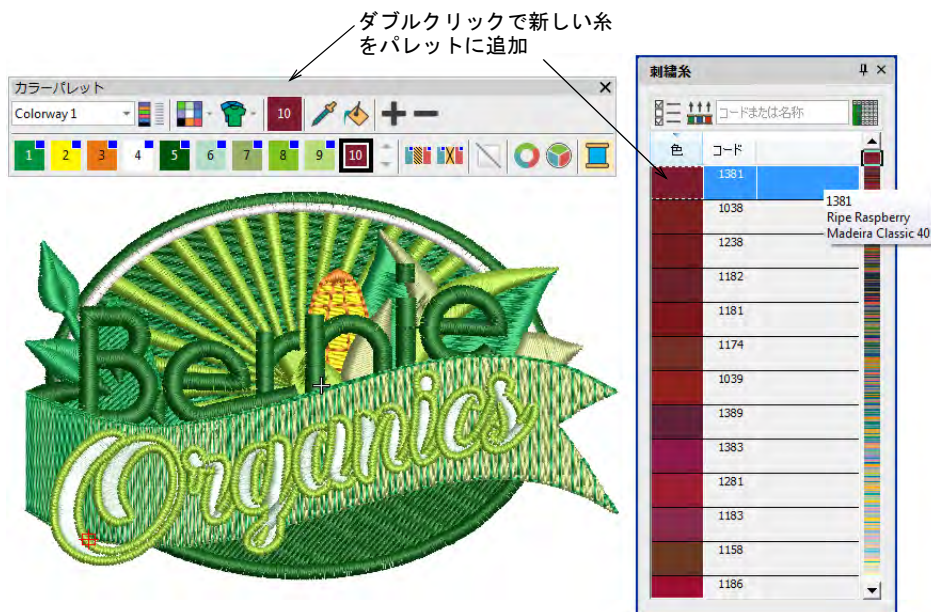 ダブルクリックで新しい糸
をパレットに追加
カラーパレット
Colorway 1
10
1 2 3 4 5 6 7 8 9 10
Bernie
Organics
刺繍糸
コードまたは名称
色 コード
1381
1038
1238
1182
1181
1174
1039
1389
1383
1281
1183
1158
1186
1381
Ripe Raspberry
Madeira Classic 40